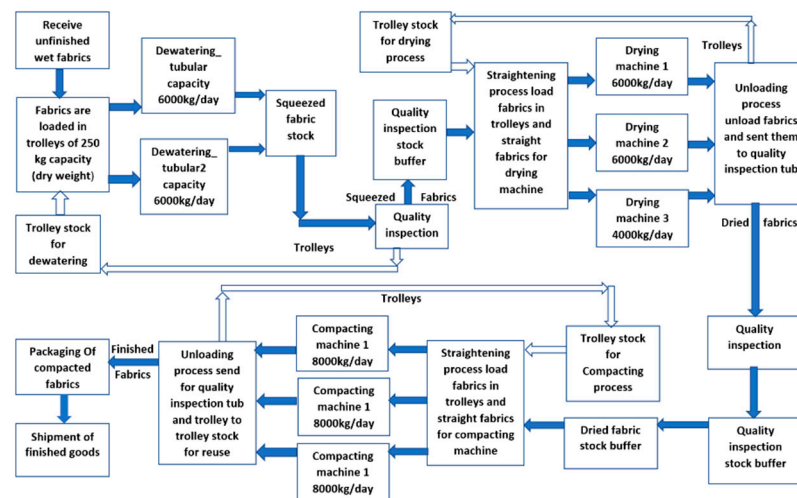 Receive
unfinished
wet fabrics
Fabrics are
loaded in
trolleys of 250
kg capacity
(dry weight)
Trolley stock
for
dewatering
Dewatering_
tubular
capacity
6000kg/day
Dewatering_
tubular2
capacity
6000kg/day
Squeezed
fabric
stock
Trolleys
Quality
inspection
Squeezed
Fabrics
Quality
inspection
stock
buffer
Trolley stock
for drying
process
Straightening
process load
fabrics in
trolleys and
straight
fabrics for
drying
machine
Drying
machine 1
6000kg/day
Drying
machine 2
6000kg/day
Drying
machine 3
4000kg/day
Trolleys
Unloading
process
unload fabrics
and sent them
to quality
inspection tub
Dried
fabrics
Quality
inspection
Quality
inspection
stock buffer
Dried fabric
stock buffer
Trolley stock
for
Compacting
process
Trolleys
Straightening
process load
fabrics in
trolleys and
straight fabrics
for compacting
machine
Compacting
machine 1
8000kg/day
Compacting
machine 1
8000kg/day
Compacting
machine 1
8000kg/day
Unloading
process send
for quality
inspection tub
and trolley to
trolley stock
for reuse
Finished
Fabrics
Packaging Of
compacted
fabrics
Shipment of
finished goods